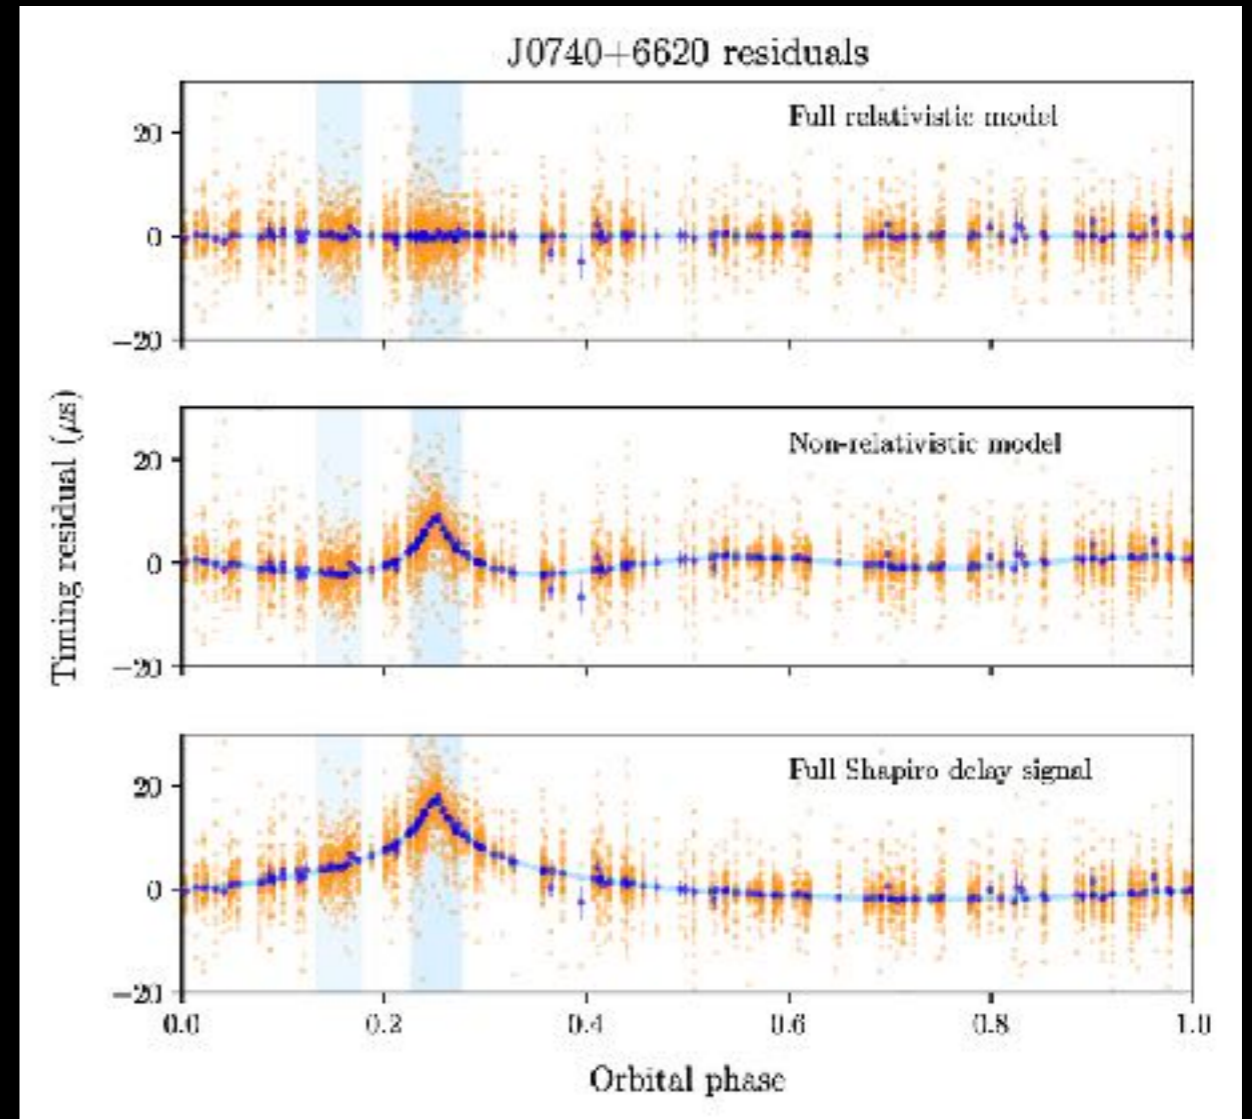 J0740+6620 residuals
Full relativistic model
20
0
−20
Timing residual (μs)
Non-relativistic model
20
0
−20
Full Shapiro delay signal
20
0
−20
0.0 0.2 0.4 0.6 0.8 1.0
Orbital phase